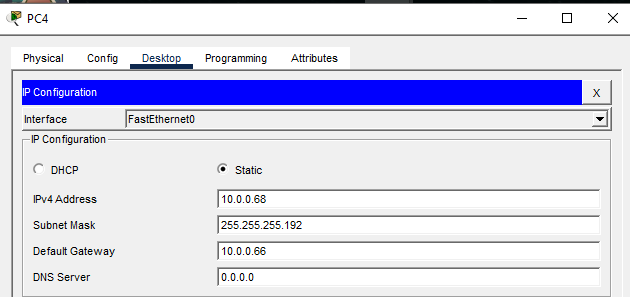 PC4
Physical Config Desktop Programming Attributes
IP Configuration X
Interface FastEthernet0
IP Configuration
DHCP Static
IPv4 Address 10.0.0.68
Subnet Mask 255.255.255.192
Default Gateway 10.0.0.66
DNS Server 0.0.0.0